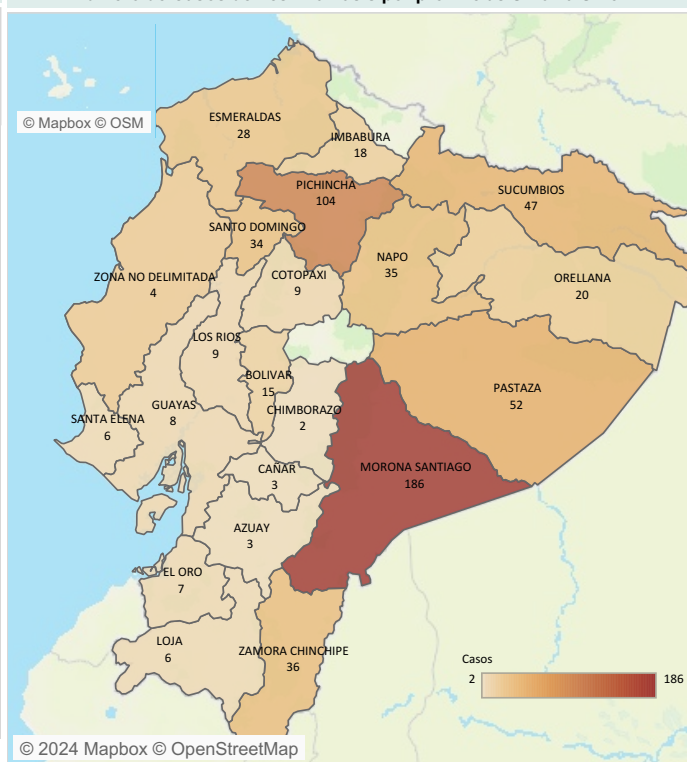 © Mapbox © OSM
ESMERALDAS
28
IMBABURA
18
PICHINCHA
104
SUCUMBIOS
47
SANTO DOMINGO
34
NAPO
35
ZONA NO DELIMITADA
4
COTOPAXI
9
ORELLANA
20
LOS RIOS
9
BOLIVAR
15
PASTAZA
52
GUAYAS
8
CHIMBORAZO
2
SANTA ELENA
6
MORONA SANTIAGO
186
CAÑAR
3
AZUAY
3
EL ORO
7
LOJA
6
ZAMORA CHINCHIPE
36
Casos
2 186
© 2024 Mapbox © OpenStreetMap